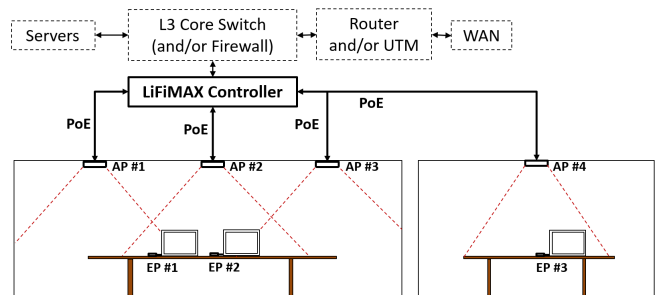 Servers
L3 Core Switch
(and/or Firewall)
Router
and/or UTM
WAN
LiFiMAX Controller
PoE
PoE
PoE
PoE
AP #1
AP #2
AP #3
AP #4
EP #1
EP #2
EP #3